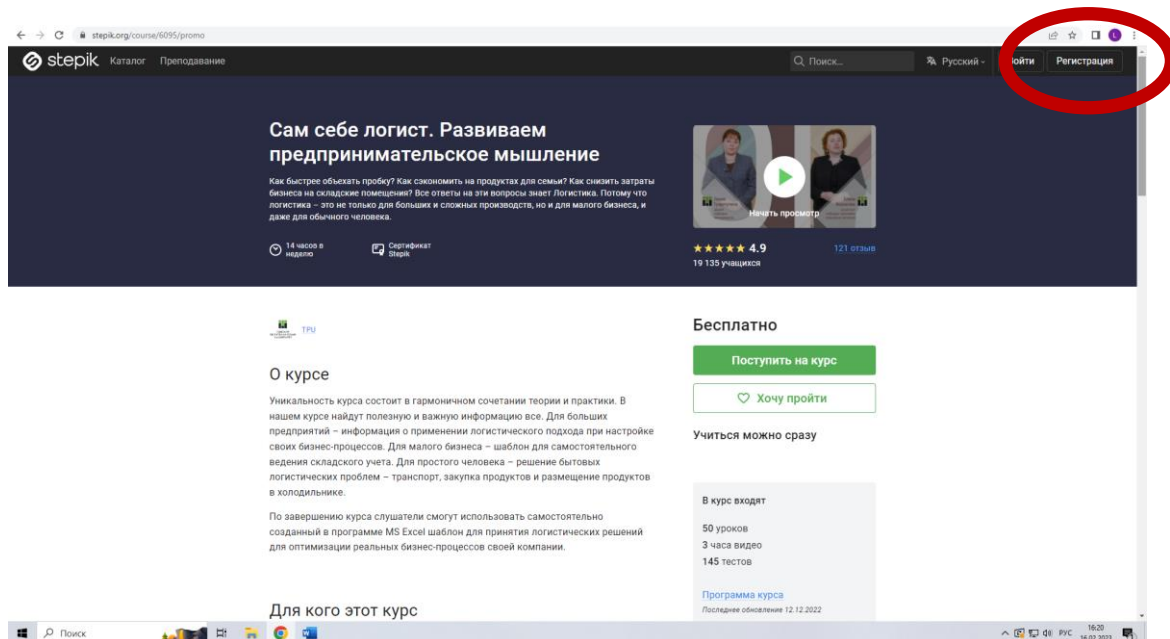 stepik.org/course/6095/promo
stepik Каталог Преподавание Поиск... Русский Войти Регистрация
Сам себе логист. Развиваем
предпринимательское мышление
Как быстрее объехать пробку? Как сэкономить на продуктах для семьи? Как снизить затраты
бизнеса на складские помещения? Все ответы на эти вопросы знает Логистика. Потому что
логистика – это не только для больших и сложных производств, но и для малого бизнеса, и
даже для обычного человека.
14 часов в
неделю
Сертификат
Stepik
Начать просмотр
4.9 121 отзыв
19 135 учащихся
TPU
О курсе
Уникальность курса состоит в гармоничном сочетании теории и практики. В
нашем курсе найдут полезную и важную информацию все. Для больших
предприятий – информация о применении логистического подхода при настройке
своих бизнес-процессов. Для малого бизнеса – шаблон для самостоятельного
ведения складского учета. Для простого человека – решение бытовых
логистических проблем – транспорт, закупка продуктов и размещение продуктов
в холодильнике.
По завершению курса слушатели смогут использовать самостоятельно
созданный в программе MS Excel шаблон для принятия логистических решений
для оптимизации реальных бизнес-процессов своей компании.
Для кого этот курс
Бесплатно
Поступить на курс
Хочу пройти
Учиться можно сразу
В курс входят
50 уроков
3 часа видео
145 тестов
Программа курса
Последнее обновление 12.12.2022
Поиск
РУС
16:20